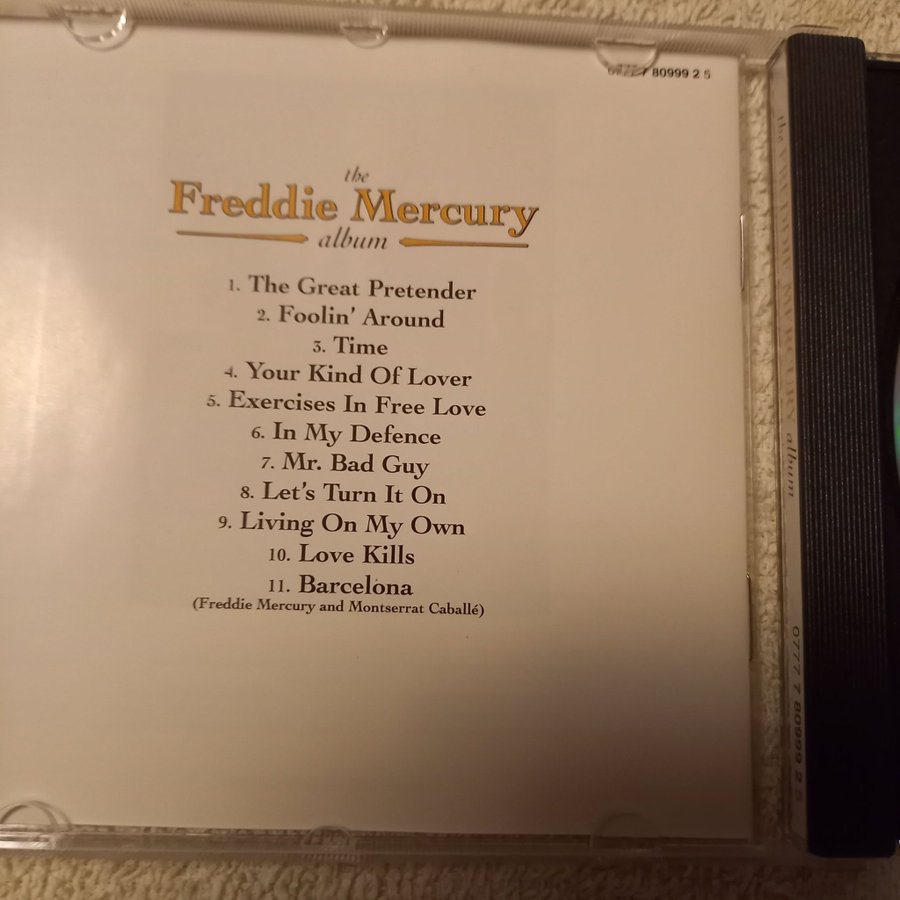 80999 2 5
the
Freddie Mercury
album
1. The Great Pretender
2. Foolin' Around
3. Time
4. Your Kind Of Lover
5. Exercises In Free Love
6. In My Defence
7. Mr. Bad Guy
8. Let's Turn It On
9. Living On My Own
10. Love Kills
11. Barcelona
(Freddie Mercury and Montserrat Caballé)
the FREDDIE MERCURY album
0777 7 80999 2 5